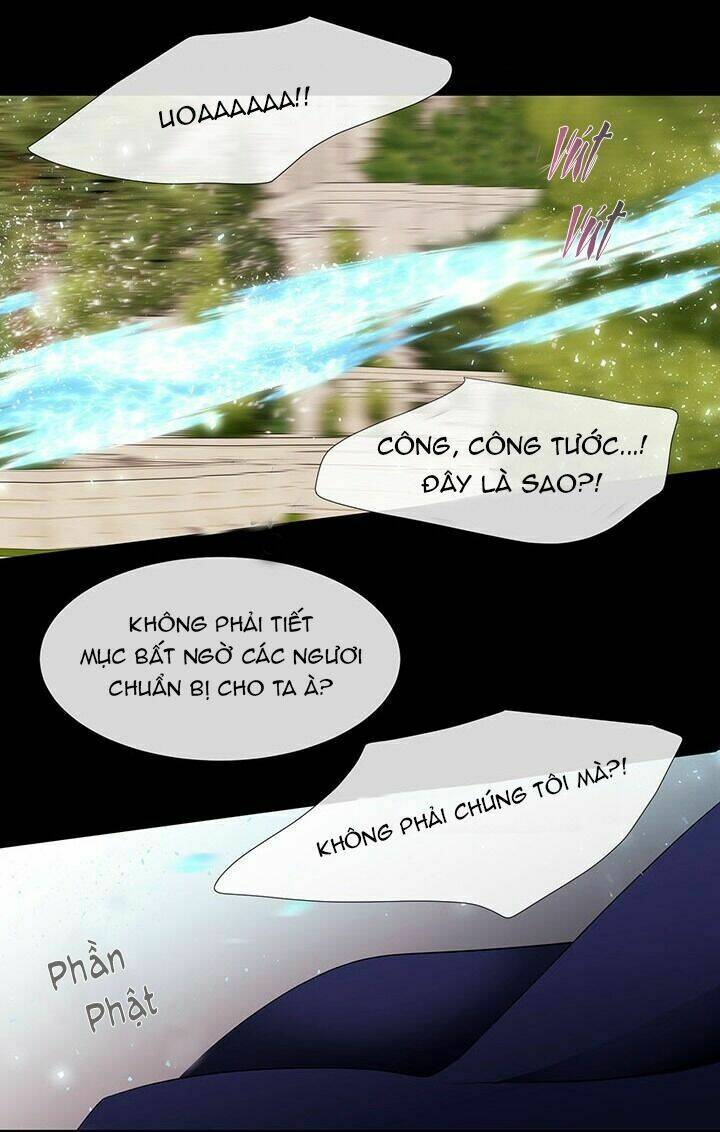 UOAAAAAA!!
VÚT
VÚT
CÔNG, CÔNG TƯỚC...!
ĐÂY LÀ SAO?!
KHÔNG PHẢI TIẾT
MỤC BẤT NGỜ CÁC NGƯƠI
CHUẨN BỊ CHO TA À?
KHÔNG PHẢI CHÚNG TÔI MÀ?!
PHẦN
PHẬT